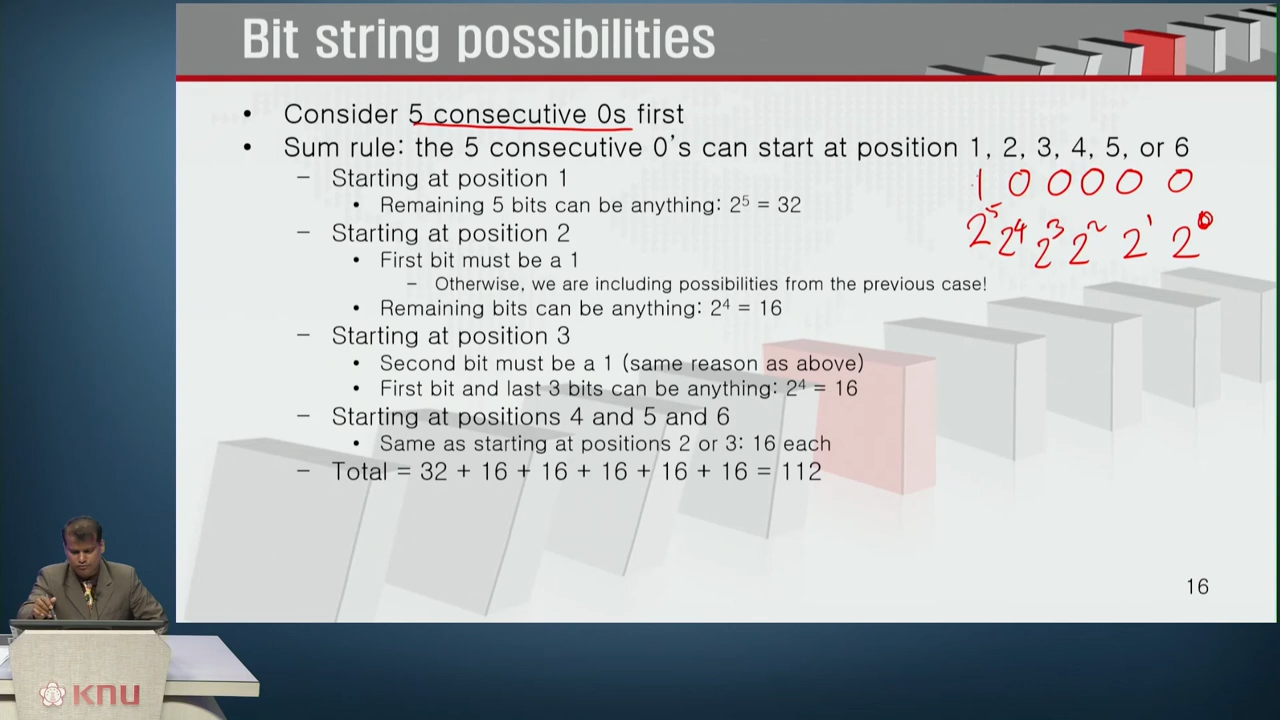 Bit string possibilities
• Consider 5 consecutive 0s first
• Sum rule: the 5 consecutive 0's can start at position 1, 2, 3, 4, 5, or 6
– Starting at position 1
• Remaining 5 bits can be anything: 2⁵ = 32
– Starting at position 2
• First bit must be a 1
– Otherwise, we are including possibilities from the previous case!
• Remaining bits can be anything: 2⁴ = 16
– Starting at position 3
• Second bit must be a 1 (same reason as above)
• First bit and last 3 bits can be anything: 2⁴ = 16
– Starting at positions 4 and 5 and 6
• Same as starting at positions 2 or 3: 16 each
– Total = 32 + 16 + 16 + 16 + 16 + 16 = 112
1 0 0 0 0 0
2⁵ 2⁴ 2³ 2² 2¹ 2⁰
16
KNU